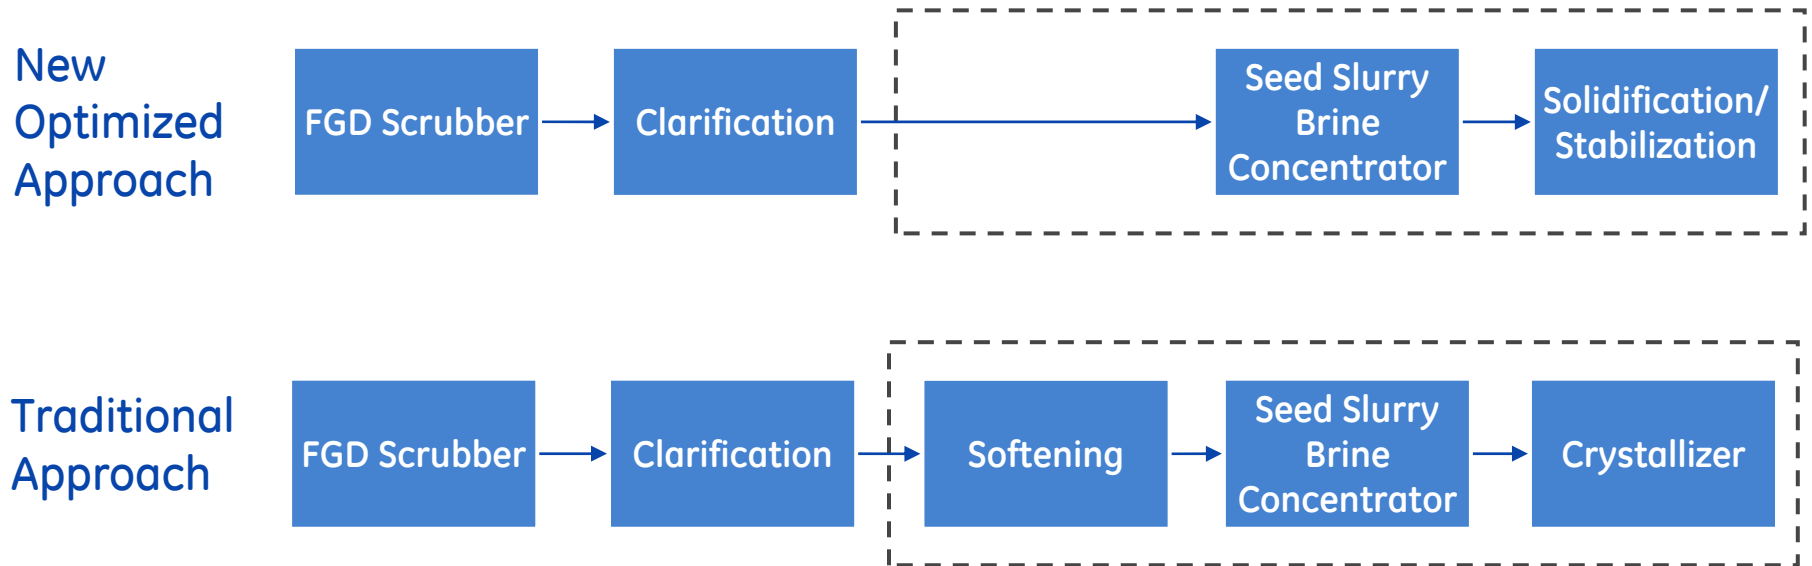 New
Optimized
Approach
FGD Scrubber
Clarification
Seed Slurry
Brine
Concentrator
Solidification/
Stabilization
Traditional
Approach
FGD Scrubber
Clarification
Softening
Seed Slurry
Brine
Concentrator
Crystallizer